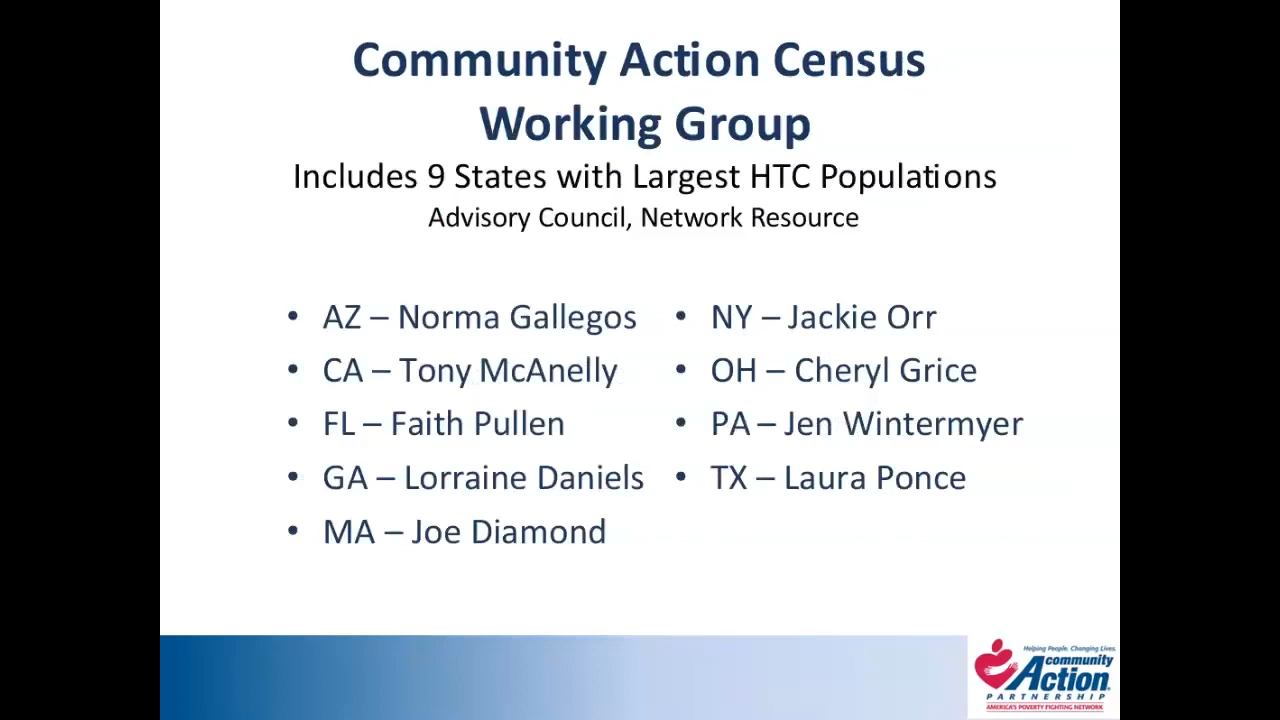 Community Action Census
Working Group
Includes 9 States with Largest HTC Populations
Advisory Council, Network Resource
• AZ – Norma Gallegos
• CA – Tony McAnelly
• FL – Faith Pullen
• GA – Lorraine Daniels
• MA – Joe Diamond
• NY – Jackie Orr
• OH – Cheryl Grice
• PA – Jen Wintermyer
• TX – Laura Ponce
Helping People. Changing Lives.
community
Action
PARTNERSHIP
AMERICA'S POVERTY FIGHTING NETWORK